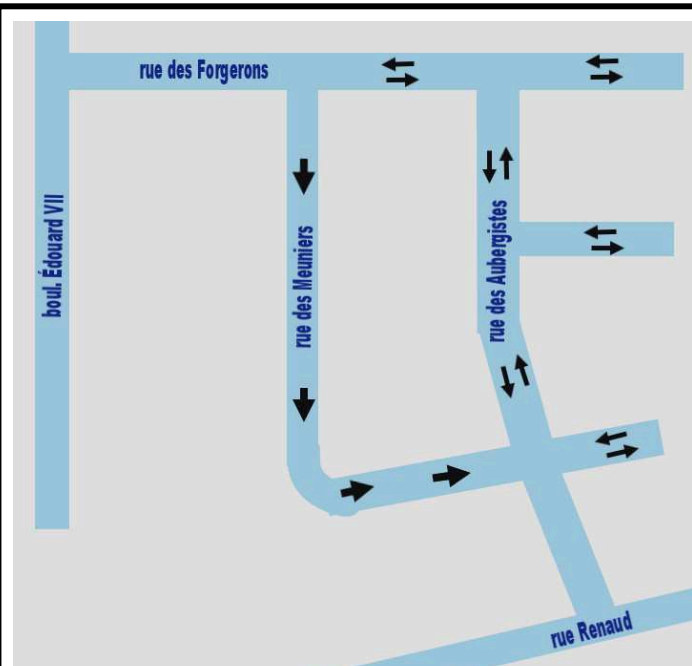 rue des Forgerons
boul. Édouard VII
rue des Meuniers
rue des Aubergistes
rue Renaud